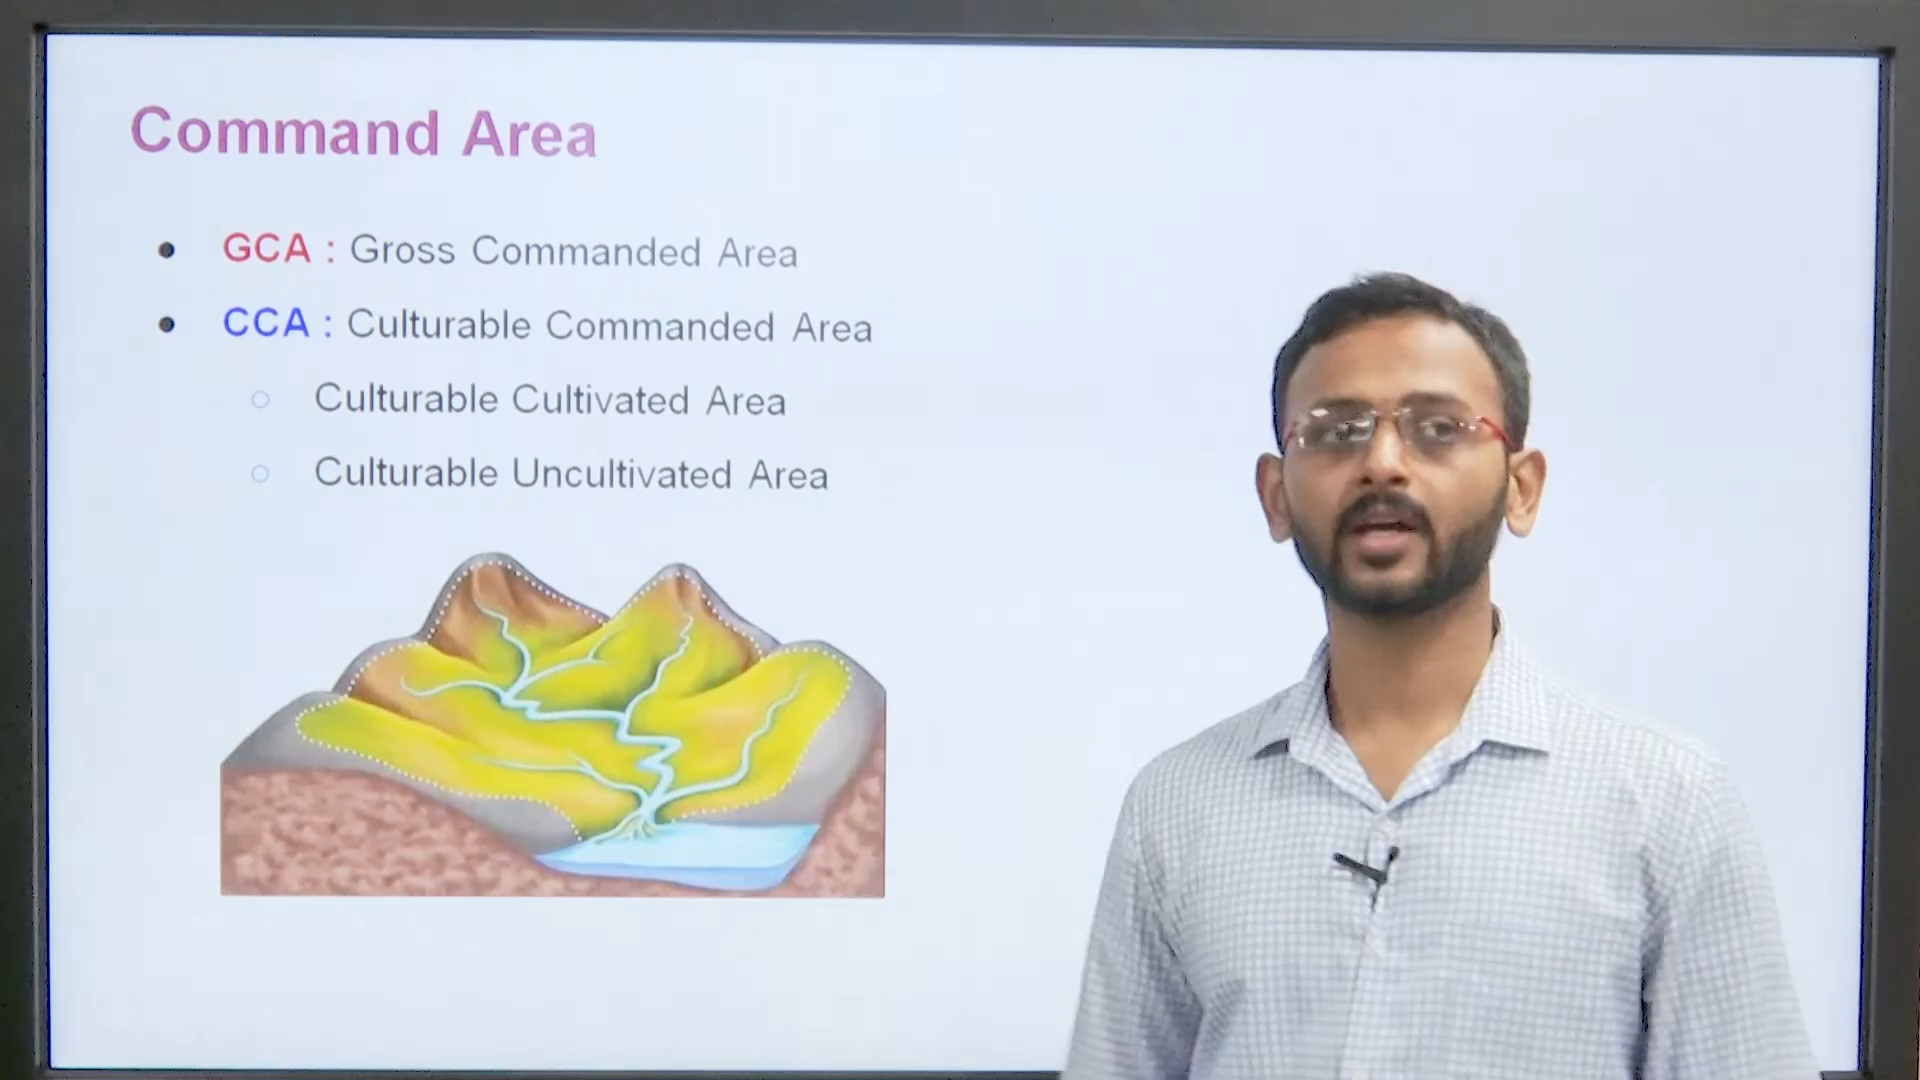 Command Area
GCA : Gross Commanded Area
CCA : Culturable Commanded Area
Culturable Cultivated Area
Culturable Uncultivated Area